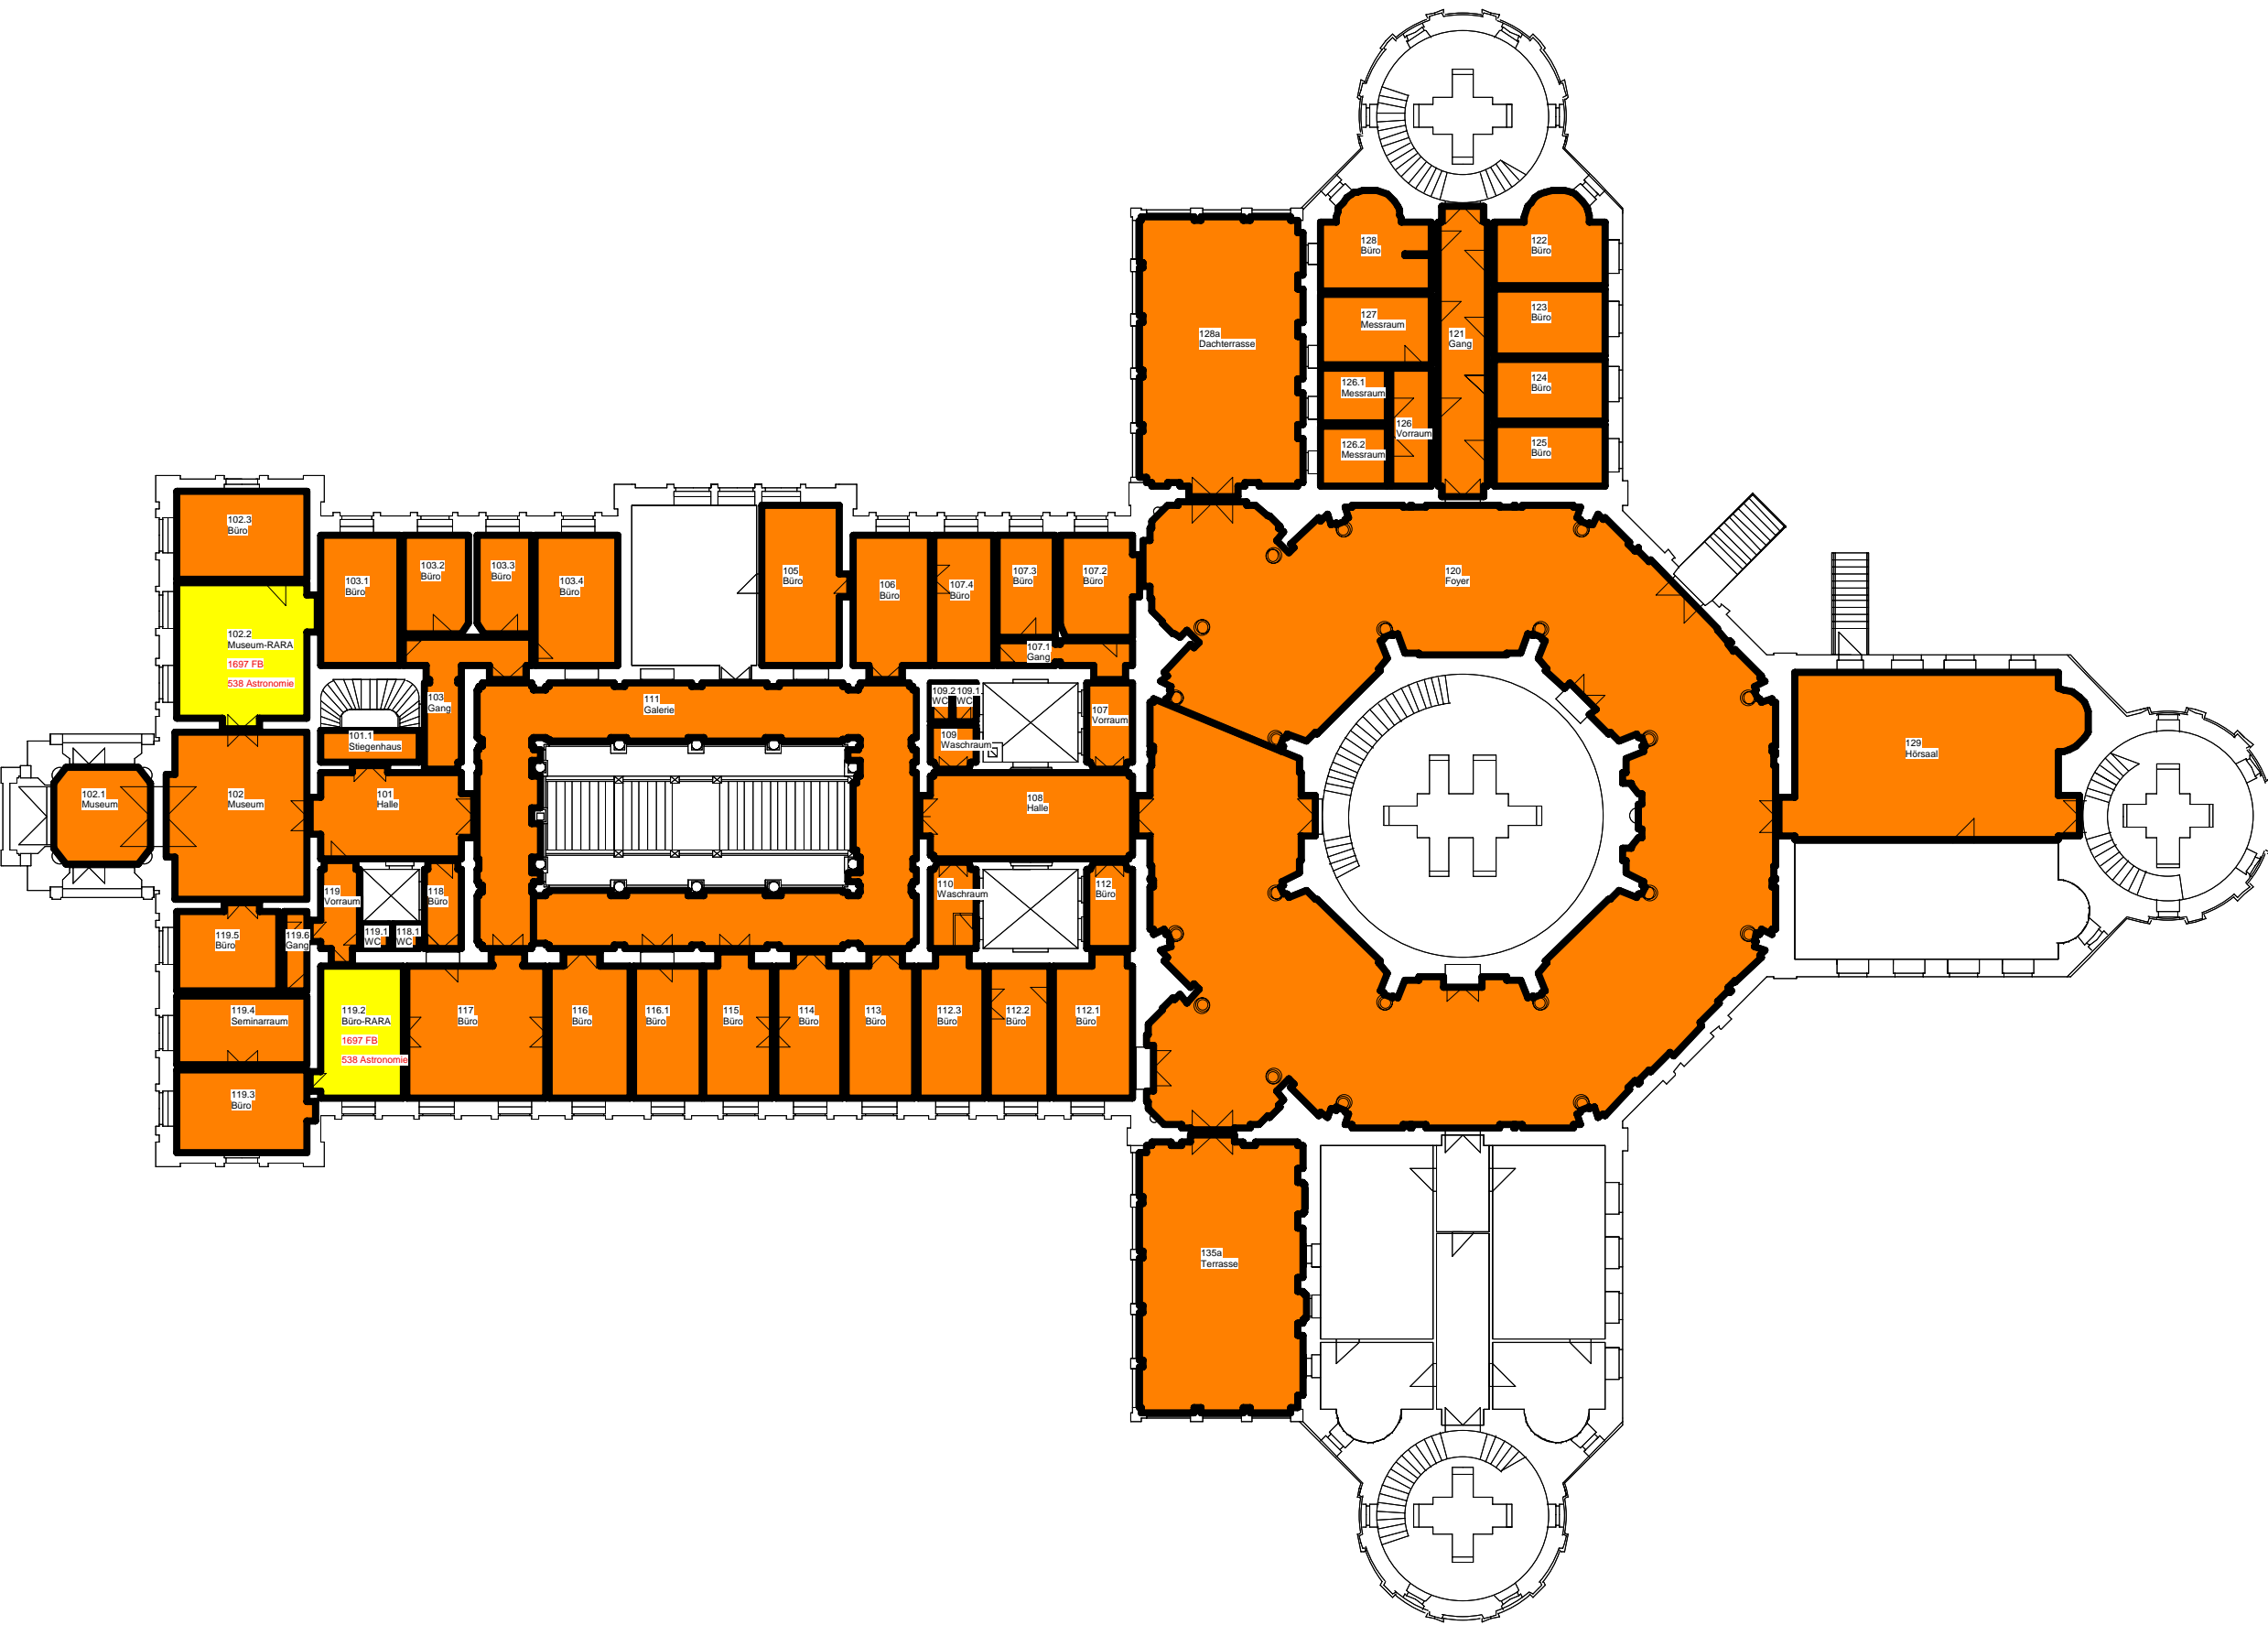 128
Büro
122
Büro
123
Büro
127
Messraum
121
Gang
128a
Dachterrasse
124
Büro
126.1
Messraum
126
Vorraum
126.2
Messraum
125
Büro
102.3
Büro
103.1
Büro
103.2
Büro
103.3
Büro
103.4
Büro
105
Büro
106
Büro
107.4
Büro
107.3
Büro
107.2
Büro
120
Foyer
102.2
Museum-RARA
1697 FB
538 Astronomie
107.1
Gang
103
Gang
111
Galerie
109.2
WC
109.1
WC
107
Vorraum
101.1
Stiegenhaus
109
Waschraum
129
Hörsaal
102.1
Museum
102
Museum
101
Halle
108
Halle
119
Vorraum
118
Büro
110
Waschraum
112
Büro
119.5
Büro
119.6
Gang
119.1
WC
118.1
WC
119.4
Seminarraum
119.2
Büro-RARA
1697 FB
538 Astronomie
117
Büro
116
Büro
116.1
Büro
115
Büro
114
Büro
113
Büro
112.3
Büro
112.2
Büro
112.1
Büro
119.3
Büro
135a
Terrasse